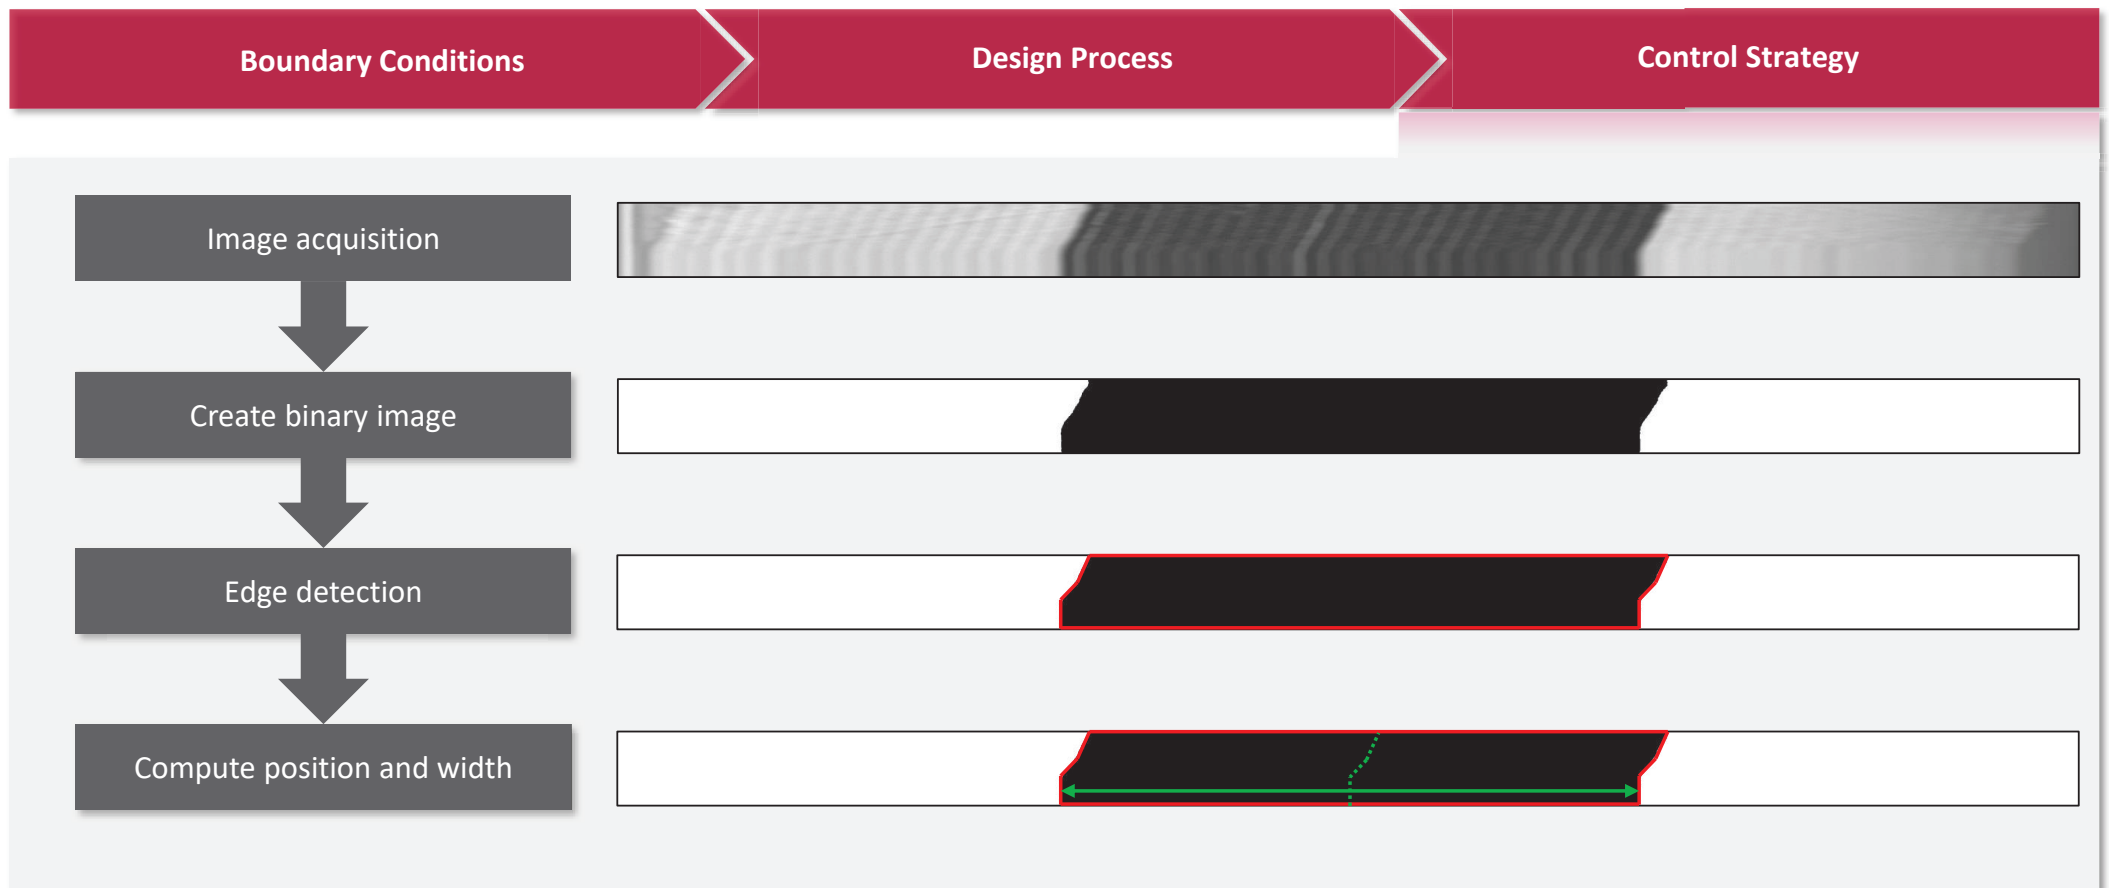 Boundary Conditions
Design Process
Control Strategy
Image acquisition
Create binary image
Edge detection
Compute position and width